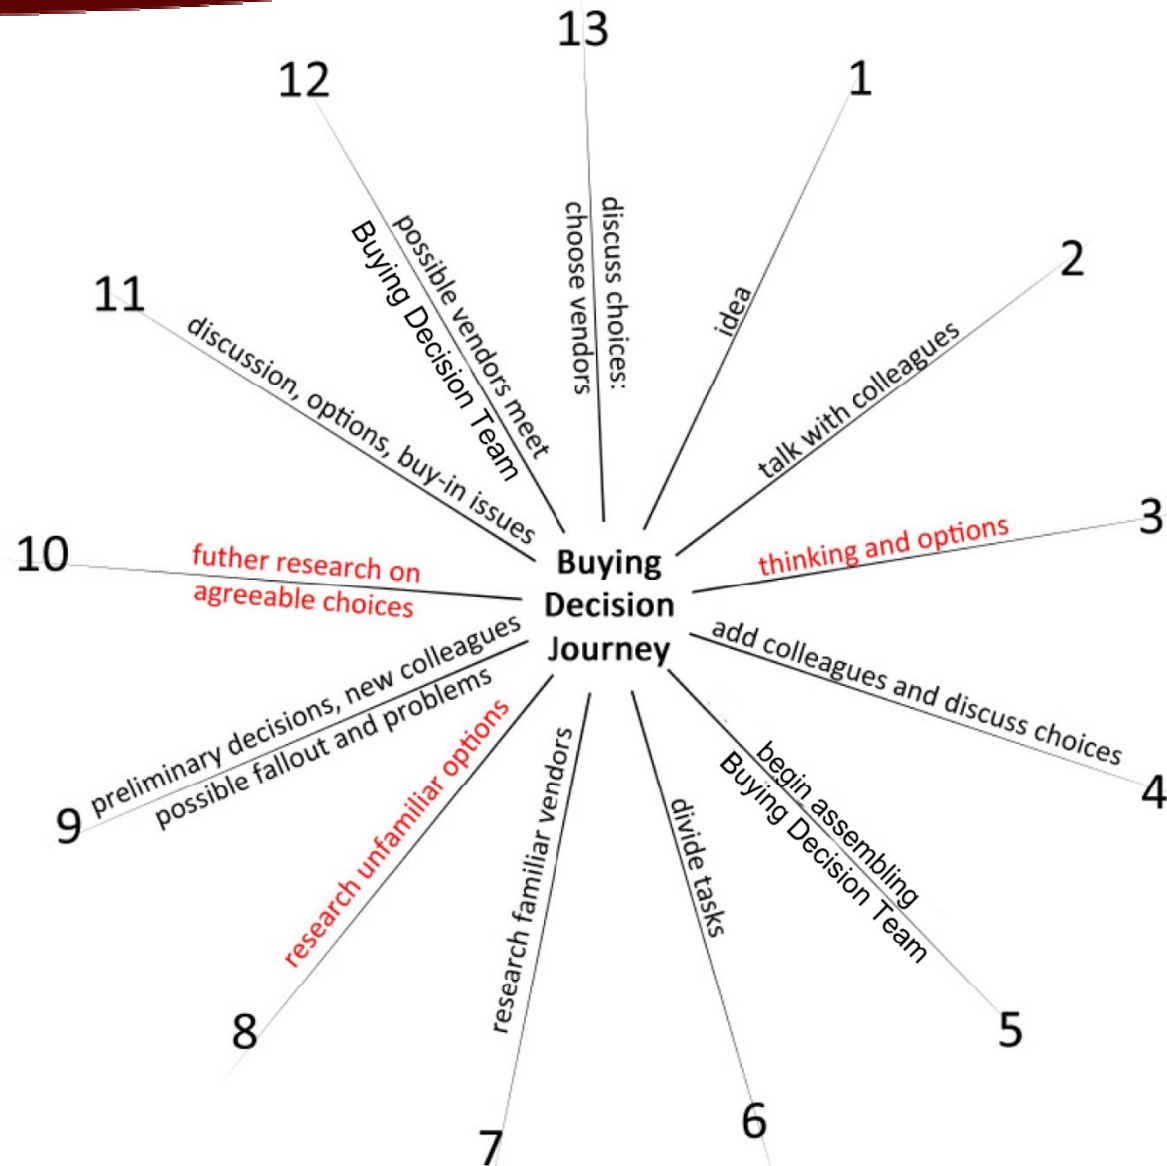 Buying
Decision
Journey
1
idea
2
talk with colleagues
3
thinking and options
4
add colleagues and discuss choices
5
begin assembling
Buying Decision Team
6
divide tasks
7
research familiar vendors
8
research unfamiliar options
9
preliminary decisions, new colleagues
possible fallout and problems
10
futher research on
agreeable choices
11
discussion, options, buy-in issues
12
possible vendors meet
Buying Decision Team
13
discuss choices:
choose vendors